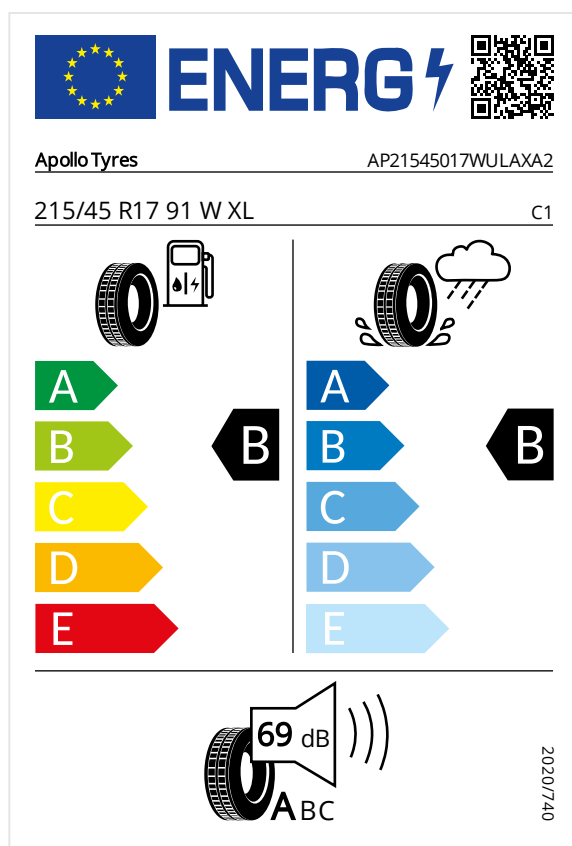 ENERG
Apollo Tyres AP21545017WULAXA2
215/45 R17 91 W XL C1
A A
B B B B
C C
D D
E E
69 dB
ABC
2020/740